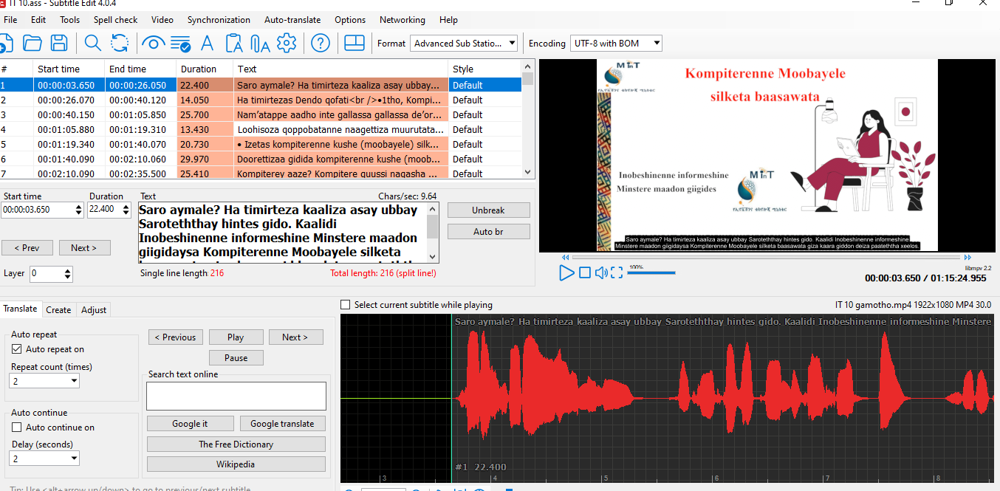 IT 10.ass - Subtitle Edit 4.0.4
File Edit Tools Spell check Video Synchronization Auto-translate Options Networking Help
Format Advanced Sub Statio... Encoding UTF-8 with BOM
# Start time End time Duration Text Style
1 00:00:03.650 00:00:26.050 22.400 Saro aymale? Ha timirteza kaaliza asay ubbay... Default
2 00:00:26.070 00:00:40.120 14.050 Ha timirtezas Dendo qofati<br />•1tho, Kompi... Default
3 00:00:40.150 00:01:05.850 25.700 Nam'atappe aadho inte gallassa gallassa de'or... Default
4 00:01:05.880 00:01:19.310 13.430 Loohisoza qoppobatanne naagettiza muurutata... Default
5 00:01:19.340 00:01:40.070 20.730 • Izetas kompiterenne kushe (moobayele) silk... Default
6 00:01:40.090 00:02:10.060 29.970 Doorettizaa gidida kompiterenne kushe (moob... Default
7 00:02:10.090 00:02:35.500 25.410 Kompiterey aaze? Kompitere quussi nagasha ... Default
Start time Duration Text Chars/sec: 9.64
00:00:03.650 22.400
Saro aymale? Ha timirteza kaaliza asay ubbay
Saroteththay hintes gido. Kaalidi
Inobeshinenne informeshine Minstere maadon
giigidaysa Kompiterenne Moobayele silketa
Unbreak
Auto br
< Prev Next >
Layer 0
Single line length: 216 Total length: 216 (split line!)
MInT
የኢኖቬሽንና ቴክኖሎጂ ሚኒስቴር
Kompiterenne Moobayele
silketa baasawata
Inobeshinenne informeshine
Minstere maadon giigides
MInT
የኢኖቬሽንና ቴክኖሎጂ ሚኒስቴር
Saro aymale? Ha timirteza kaaliza asay ubbay Saroteththay hintes gido. Kaalidi Inobeshinenne informeshine
Minstere maadon giigidaysa Kompiterenne Moobayele silketa baasawata giza kaara giddon deiza paateththa xeelos.
100%
libmpv 2.2
00:00:03.650 / 01:15:24.955
Translate Create Adjust
Auto repeat
Auto repeat on
Repeat count (times)
2
Auto continue
Auto continue on
Delay (seconds)
2
< Previous Play Next >
Pause
Search text online
Google it Google translate
The Free Dictionary
Wikipedia
Tip: Use <alt+arrow up/down> to go to previous/next subtitle
Select current subtitle while playing IT 10 gamotho.mp4 1922x1080 MP4 30.0
Saro aymale? Ha timirteza kaaliza asay ubbay Saroteththay hintes gido. Kaalidi Inobeshinenne informeshine Minstere
#1 22.400
3 4 5 6 7 8